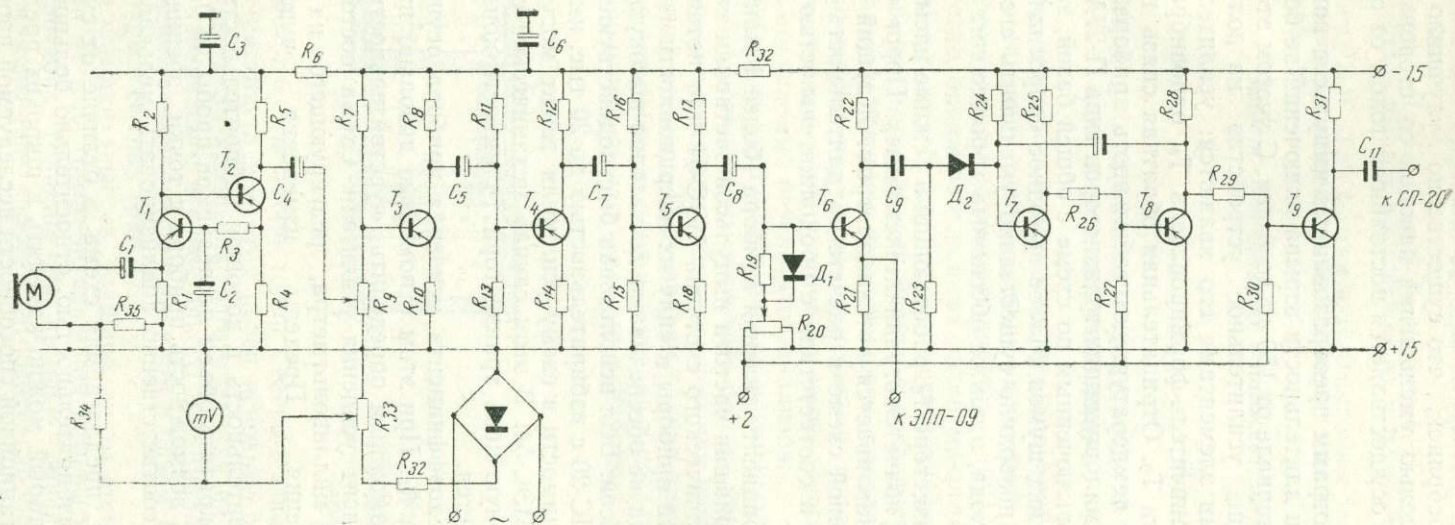 C3
C6
R6
R32
-15
R2
R5
R7
R8
R11
R12
R16
R17
R22
R24
R25
R28
R31
T2
C4
C5
C7
C8
C9
Д2
C11
T1
T3
T4
T5
T6
T7
R26
T8
R29
T9
к СП-20
R3
C1
M
R1
C2
R4
R9
R10
R13
R14
R15
R18
R19
Д1
R21
R23
R27
R30
R35
R20
+15
R34
mV
R33
+2
к ЭПП-09
R32
~